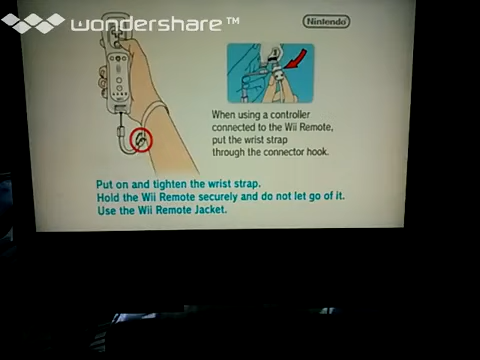 wondershare™
Nintendo
When using a controller
connected to the Wii Remote,
put the wrist strap
through the connector hook.
Put on and tighten the wrist strap.
Hold the Wii Remote securely and do not let go of it.
Use the Wii Remote Jacket.